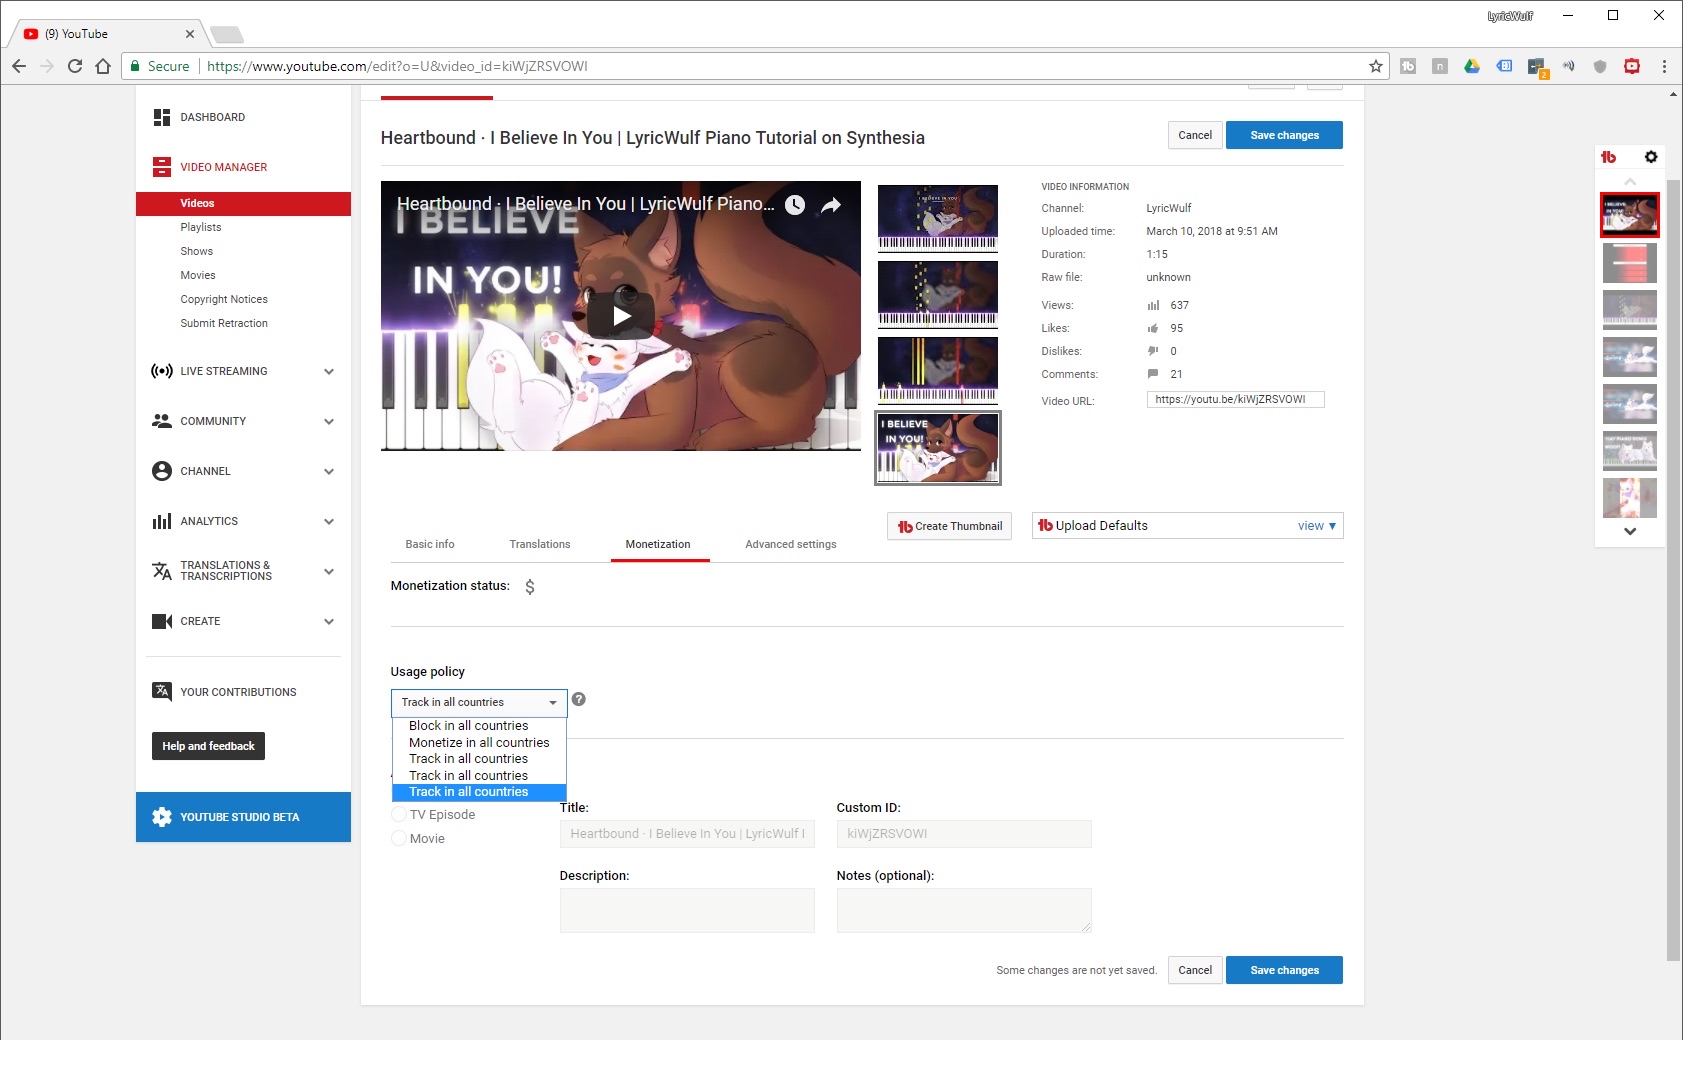 LyricWulf
(9) YouTube
Secure https://www.youtube.com/edit?o=U&video_id=kiWjZRSVOWI
2
DASHBOARD
VIDEO MANAGER
Videos
Playlists
Shows
Movies
Copyright Notices
Submit Retraction
LIVE STREAMING
COMMUNITY
CHANNEL
ANALYTICS
TRANSLATIONS &
TRANSCRIPTIONS
CREATE
YOUR CONTRIBUTIONS
Help and feedback
YOUTUBE STUDIO BETA
Heartbound · I Believe In You | LyricWulf Piano Tutorial on Synthesia
Cancel
Save changes
Heartbound · I Believe In You | LyricWulf Piano...
I BELIEVE
IN YOU!
I BELIEVE
IN YOU!
VIDEO INFORMATION
Channel: LyricWulf
Uploaded time: March 10, 2018 at 9:51 AM
Duration: 1:15
Raw file: unknown
Views: 637
Likes: 95
Dislikes: 0
Comments: 21
Video URL: https://youtu.be/kiWjZRSVOWI
Create Thumbnail
Upload Defaults view ▼
Basic info
Translations
Monetization
Advanced settings
Monetization status: $
Usage policy
Track in all countries
Block in all countries
Monetize in all countries
Track in all countries
Track in all countries
Track in all countries
TV Episode
Movie
Title:
Heartbound · I Believe In You | LyricWulf
Custom ID:
kiWjZRSVOWI
Description:
Notes (optional):
Some changes are not yet saved.
Cancel
Save changes
I BELIEVE
IN YOU!